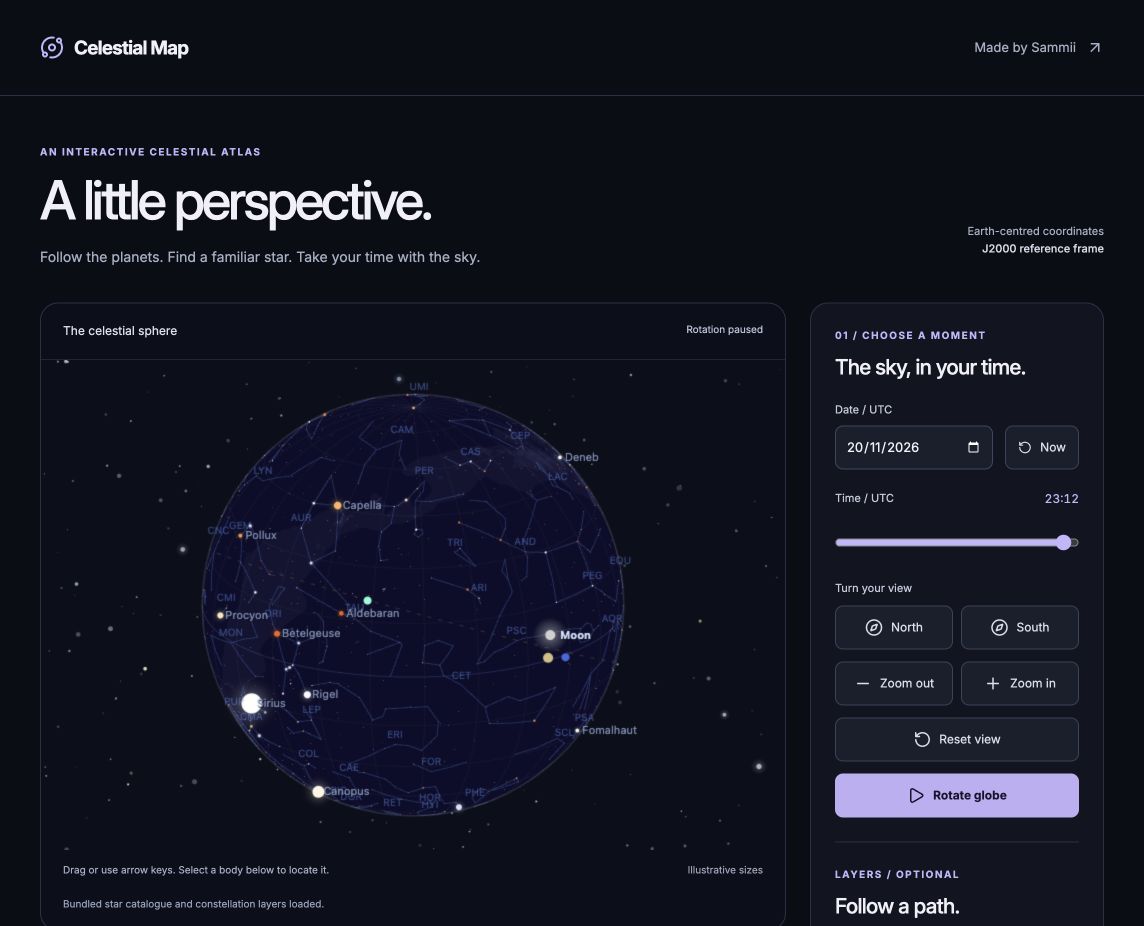 Celestial Map
Made by Sammii
AN INTERACTIVE CELESTIAL ATLAS
A little perspective.
Follow the planets. Find a familiar star. Take your time with the sky.
Earth-centred coordinates
J2000 reference frame
The celestial sphere
Rotation paused
UMI
CAM
CEP
CAS
Deneb
LYN
PER
LAC
Capella
AUR
CNC
GEM
Pollux
TRI
AND
EQU
PEG
ARI
CMI
Procyon
ORI
Aldebaran
AQR
MON
Betelgeuse
PSC
Moon
CET
Rigel
Sirius
LEP
CMA
PSA
ERI
SCL
Fomalhaut
COL
FOR
CAE
Canopus
RET
HOR
HYI
PHE
Drag or use arrow keys. Select a body below to locate it.
Illustrative sizes
Bundled star catalogue and constellation layers loaded.
01 / CHOOSE A MOMENT
The sky, in your time.
Date / UTC
20/11/2026
Now
Time / UTC
23:12
Turn your view
North
South
Zoom out
Zoom in
Reset view
Rotate globe
LAYERS / OPTIONAL
Follow a path.